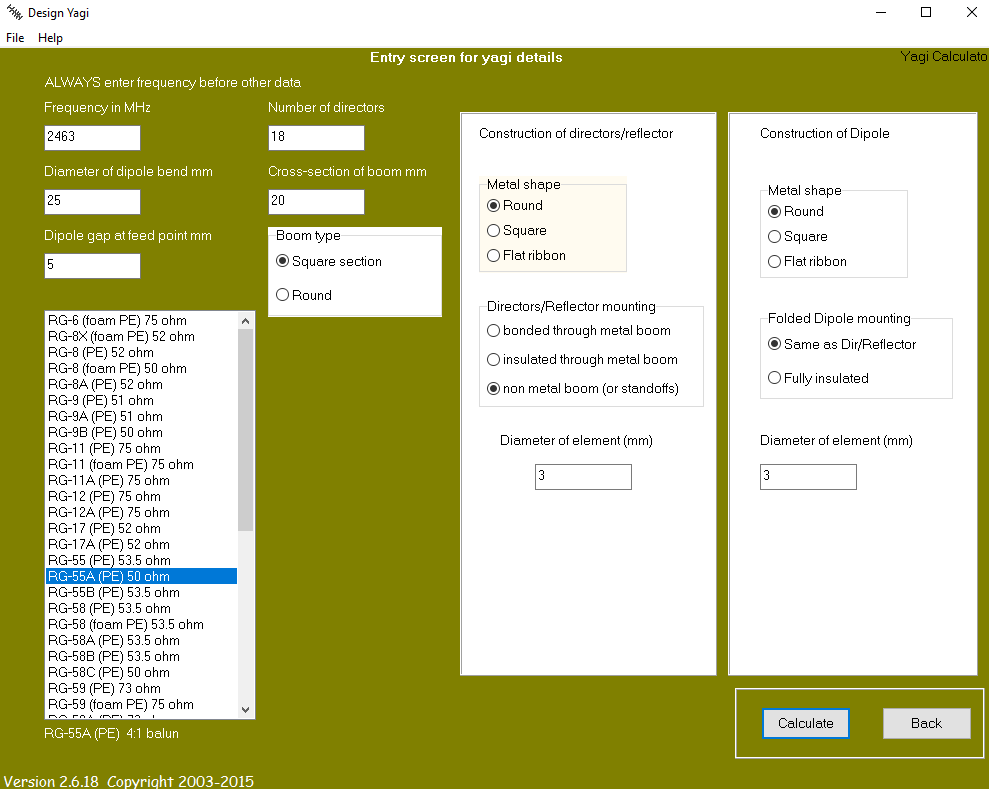 Design Yagi
File Help
Entry screen for yagi details
Yagi Calculato
ALWAYS enter frequency before other data
Frequency in MHz
2463
Number of directors
18
Diameter of dipole bend mm
25
Cross-section of boom mm
20
Dipole gap at feed point mm
5
Boom type
Square section
Round
RG-6 (foam PE) 75 ohm
RG-8X (foam PE) 52 ohm
RG-8 (PE) 52 ohm
RG-8 (foam PE) 50 ohm
RG-8A (PE) 52 ohm
RG-9 (PE) 51 ohm
RG-9A (PE) 51 ohm
RG-9B (PE) 50 ohm
RG-11 (PE) 75 ohm
RG-11 (foam PE) 75 ohm
RG-11A (PE) 75 ohm
RG-12 (PE) 75 ohm
RG-12A (PE) 75 ohm
RG-17 (PE) 52 ohm
RG-17A (PE) 52 ohm
RG-55 (PE) 53.5 ohm
RG-55A (PE) 50 ohm
RG-55B (PE) 53.5 ohm
RG-58 (PE) 53.5 ohm
RG-58 (foam PE) 53.5 ohm
RG-58A (PE) 53.5 ohm
RG-58B (PE) 53.5 ohm
RG-58C (PE) 50 ohm
RG-59 (PE) 73 ohm
RG-59 (foam PE) 75 ohm
RG-55A (PE) 4:1 balun
Construction of directors/reflector
Metal shape
Round
Square
Flat ribbon
Directors/Reflector mounting
bonded through metal boom
insulated through metal boom
non metal boom (or standoffs)
Diameter of element (mm)
3
Construction of Dipole
Metal shape
Round
Square
Flat ribbon
Folded Dipole mounting
Same as Dir/Reflector
Fully insulated
Diameter of element (mm)
3
Calculate
Back
Version 2.6.18 Copyright 2003-2015